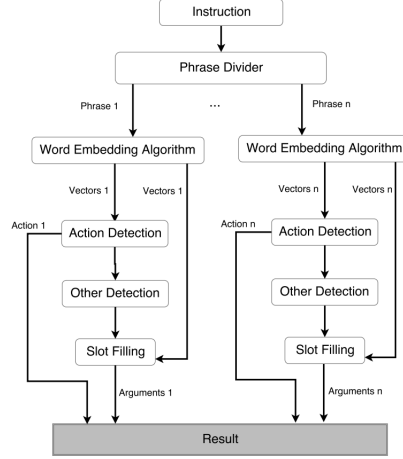 Instruction
Phrase Divider
Phrase 1
...
Phrase n
Word Embedding Algorithm
Word Embedding Algorithm
Vectors 1
Vectors 1
Vectors n
Vectors n
Action 1
Action Detection
Action n
Action Detection
Other Detection
Other Detection
Slot Filling
Slot Filling
Arguments 1
Arguments n
Result